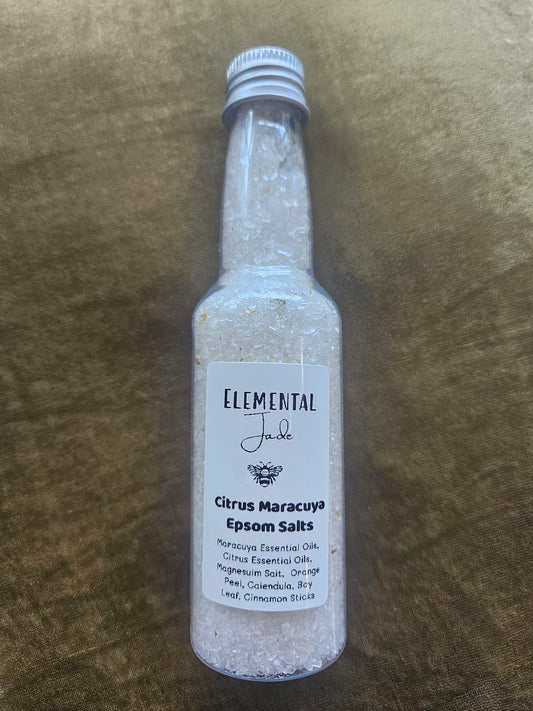 ELEMENTAL
Jade
Citrus Maracuya
Epsom Salts
Maracuya Essential Oils,
Citrus Essential Oils,
Magnesuim Salt, Orange
Peel, Calendula, Bay
Leaf, Cinnamon Sticks